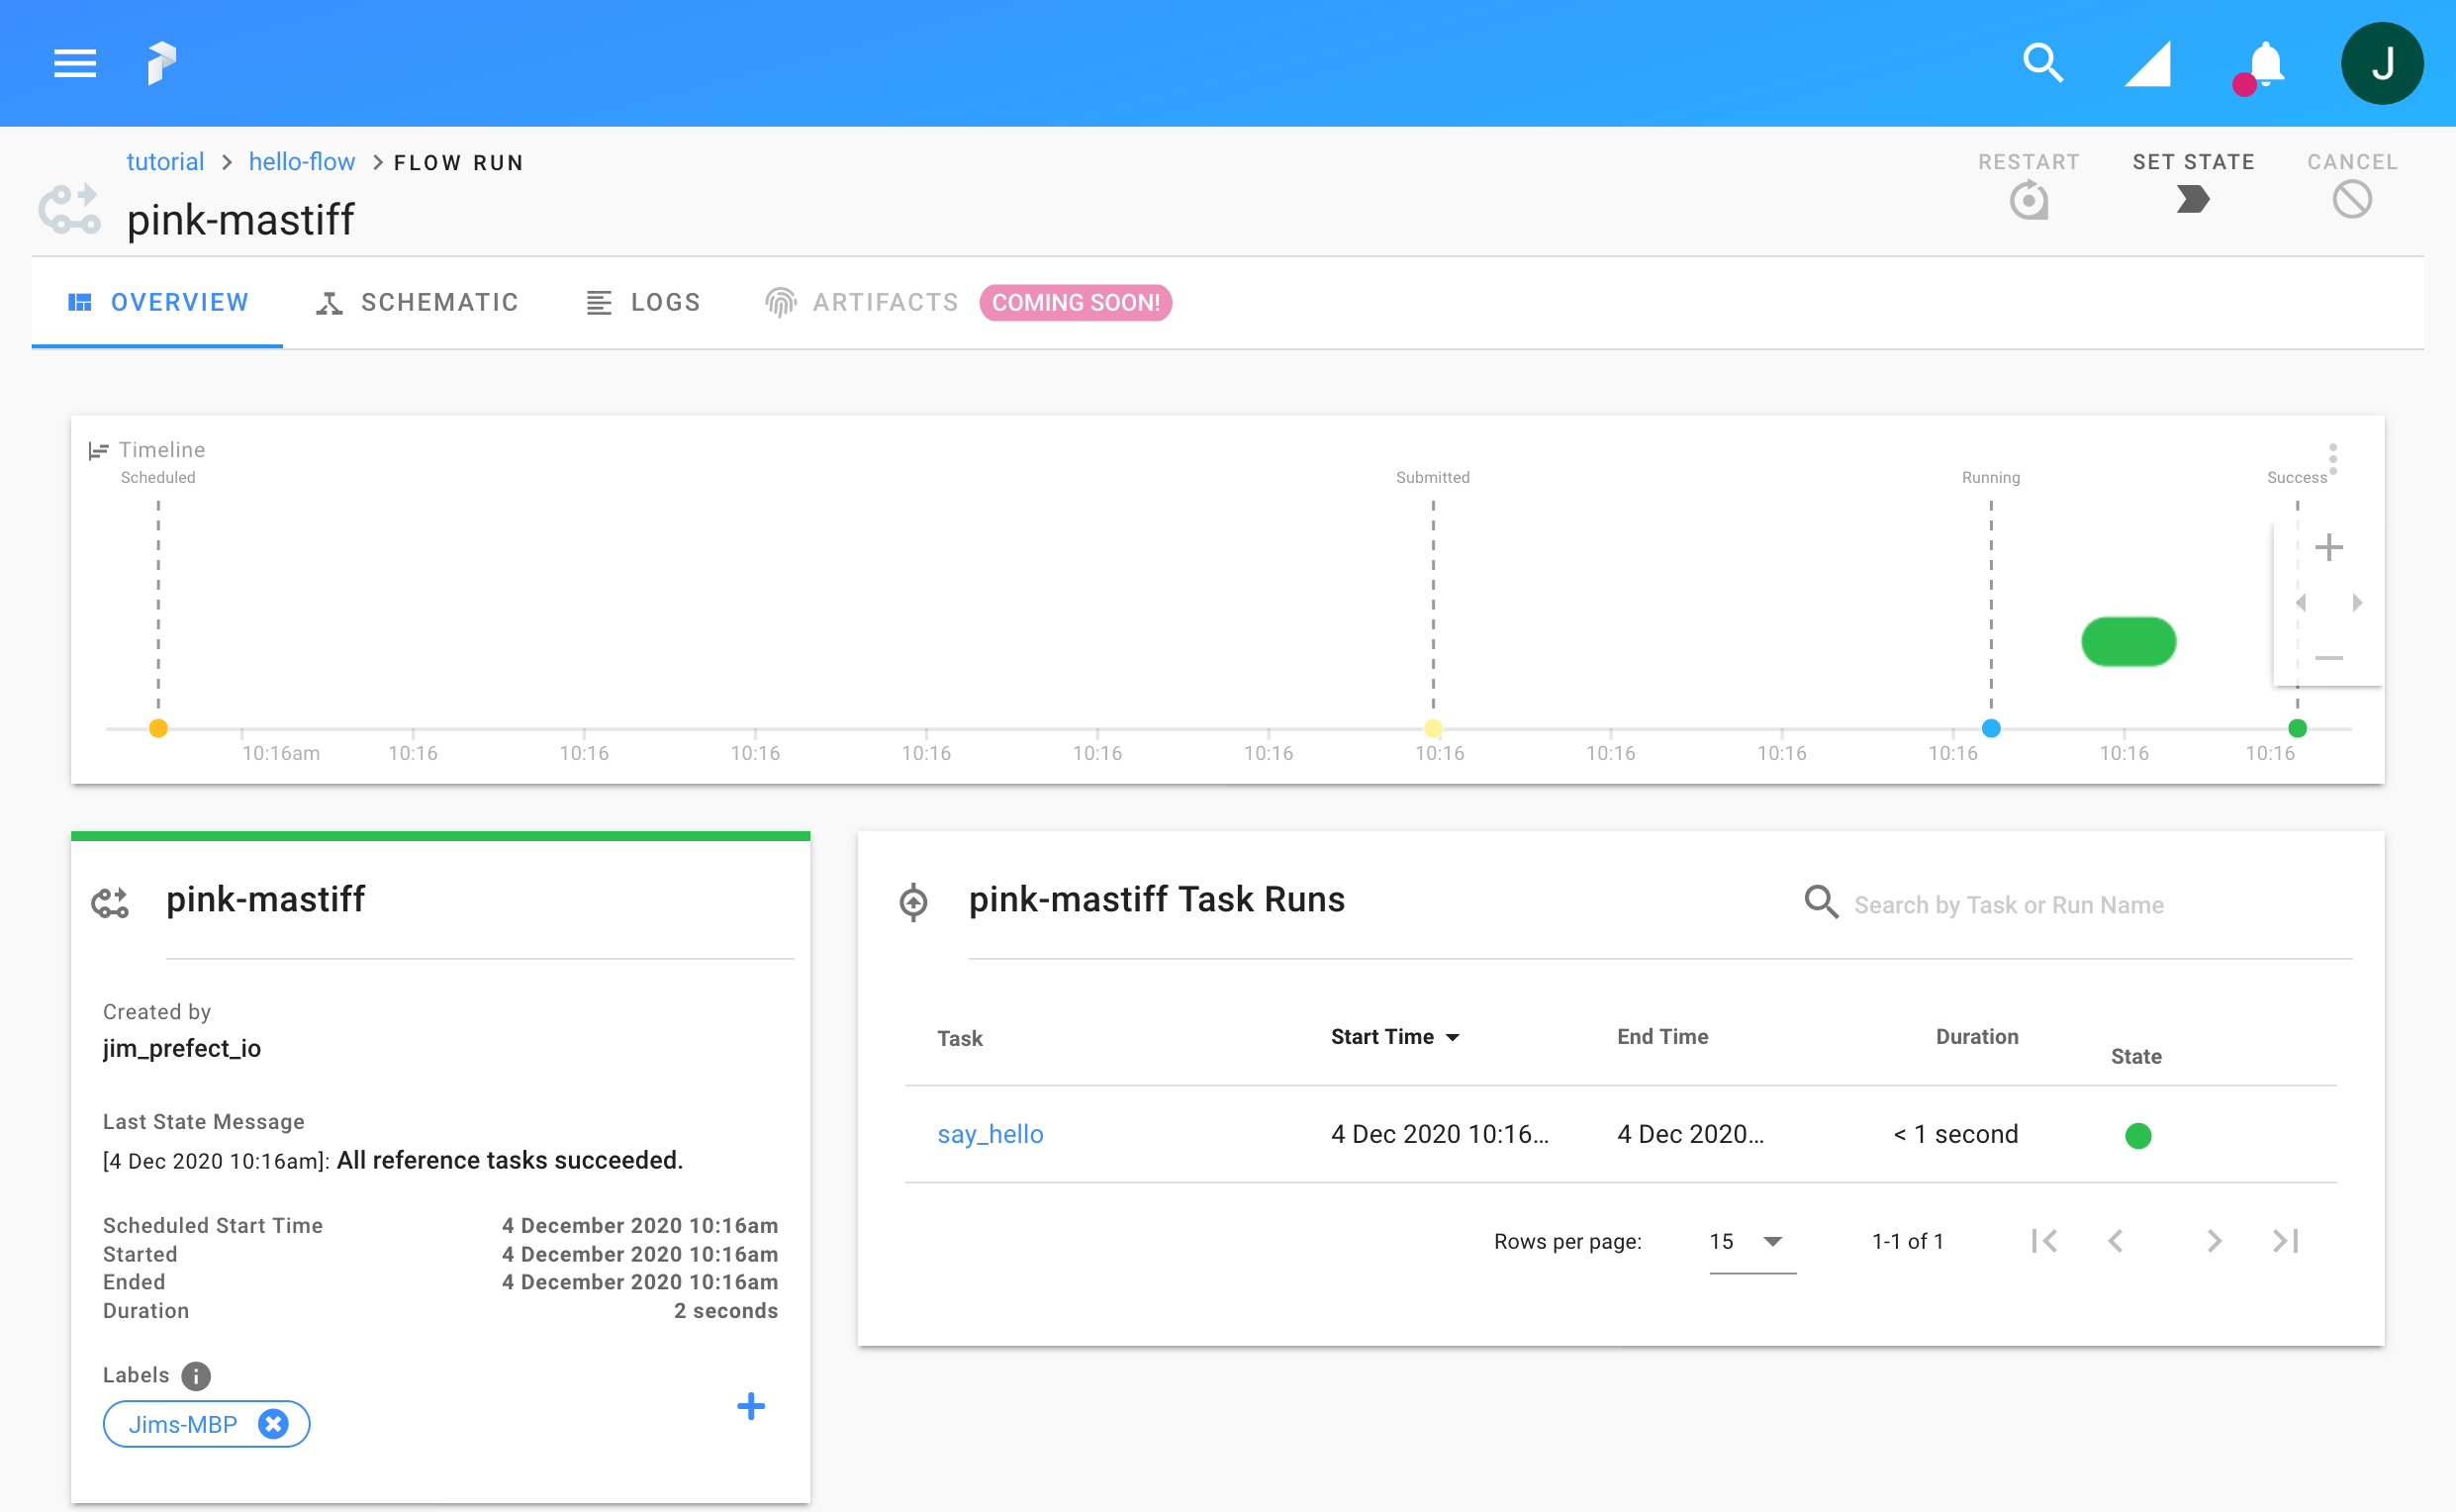 J
tutorial > hello-flow > FLOW RUN
pink-mastiff
RESTART
SET STATE
CANCEL
OVERVIEW
SCHEMATIC
LOGS
ARTIFACTS
COMING SOON!
Timeline
Scheduled
Submitted
Running
Success
10:16am 10:16 10:16 10:16 10:16 10:16 10:16 10:16 10:16 10:16 10:16 10:16 10:16
pink-mastiff
Created by
jim_prefect_io
Last State Message
[4 Dec 2020 10:16am]: All reference tasks succeeded.
Scheduled Start Time 4 December 2020 10:16am
Started 4 December 2020 10:16am
Ended 4 December 2020 10:16am
Duration 2 seconds
Labels
Jims-MBP
pink-mastiff Task Runs
Search by Task or Run Name
Task Start Time End Time Duration State
say_hello 4 Dec 2020 10:16... 4 Dec 2020... < 1 second
Rows per page: 15 1-1 of 1